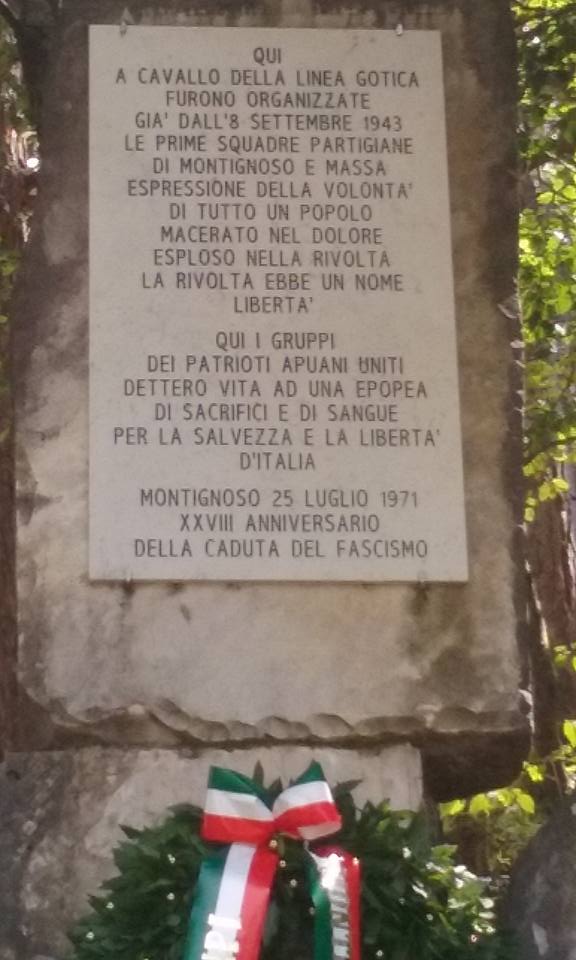 QUI
A CAVALLO DELLA LINEA GOTICA
FURONO ORGANIZZATE
GIA' DALL'8 SETTEMBRE 1943
LE PRIME SQUADRE PARTIGIANE
DI MONTIGNOSO E MASSA
ESPRESSIONE DELLA VOLONTA'
DI TUTTO UN POPOLO
MACERATO NEL DOLORE
ESPLOSO NELLA RIVOLTA
LA RIVOLTA EBBE UN NOME
LIBERTA'
QUI I GRUPPI
DEI PATRIOTI APUANI UNITI
DETTERO VITA AD UNA EPOPEA
DI SACRIFICI E DI SANGUE
PER LA SALVEZZA E LA LIBERTA'
D'ITALIA
MONTIGNOSO 25 LUGLIO 1971
XXVIII ANNIVERSARIO
DELLA CADUTA DEL FASCISMO